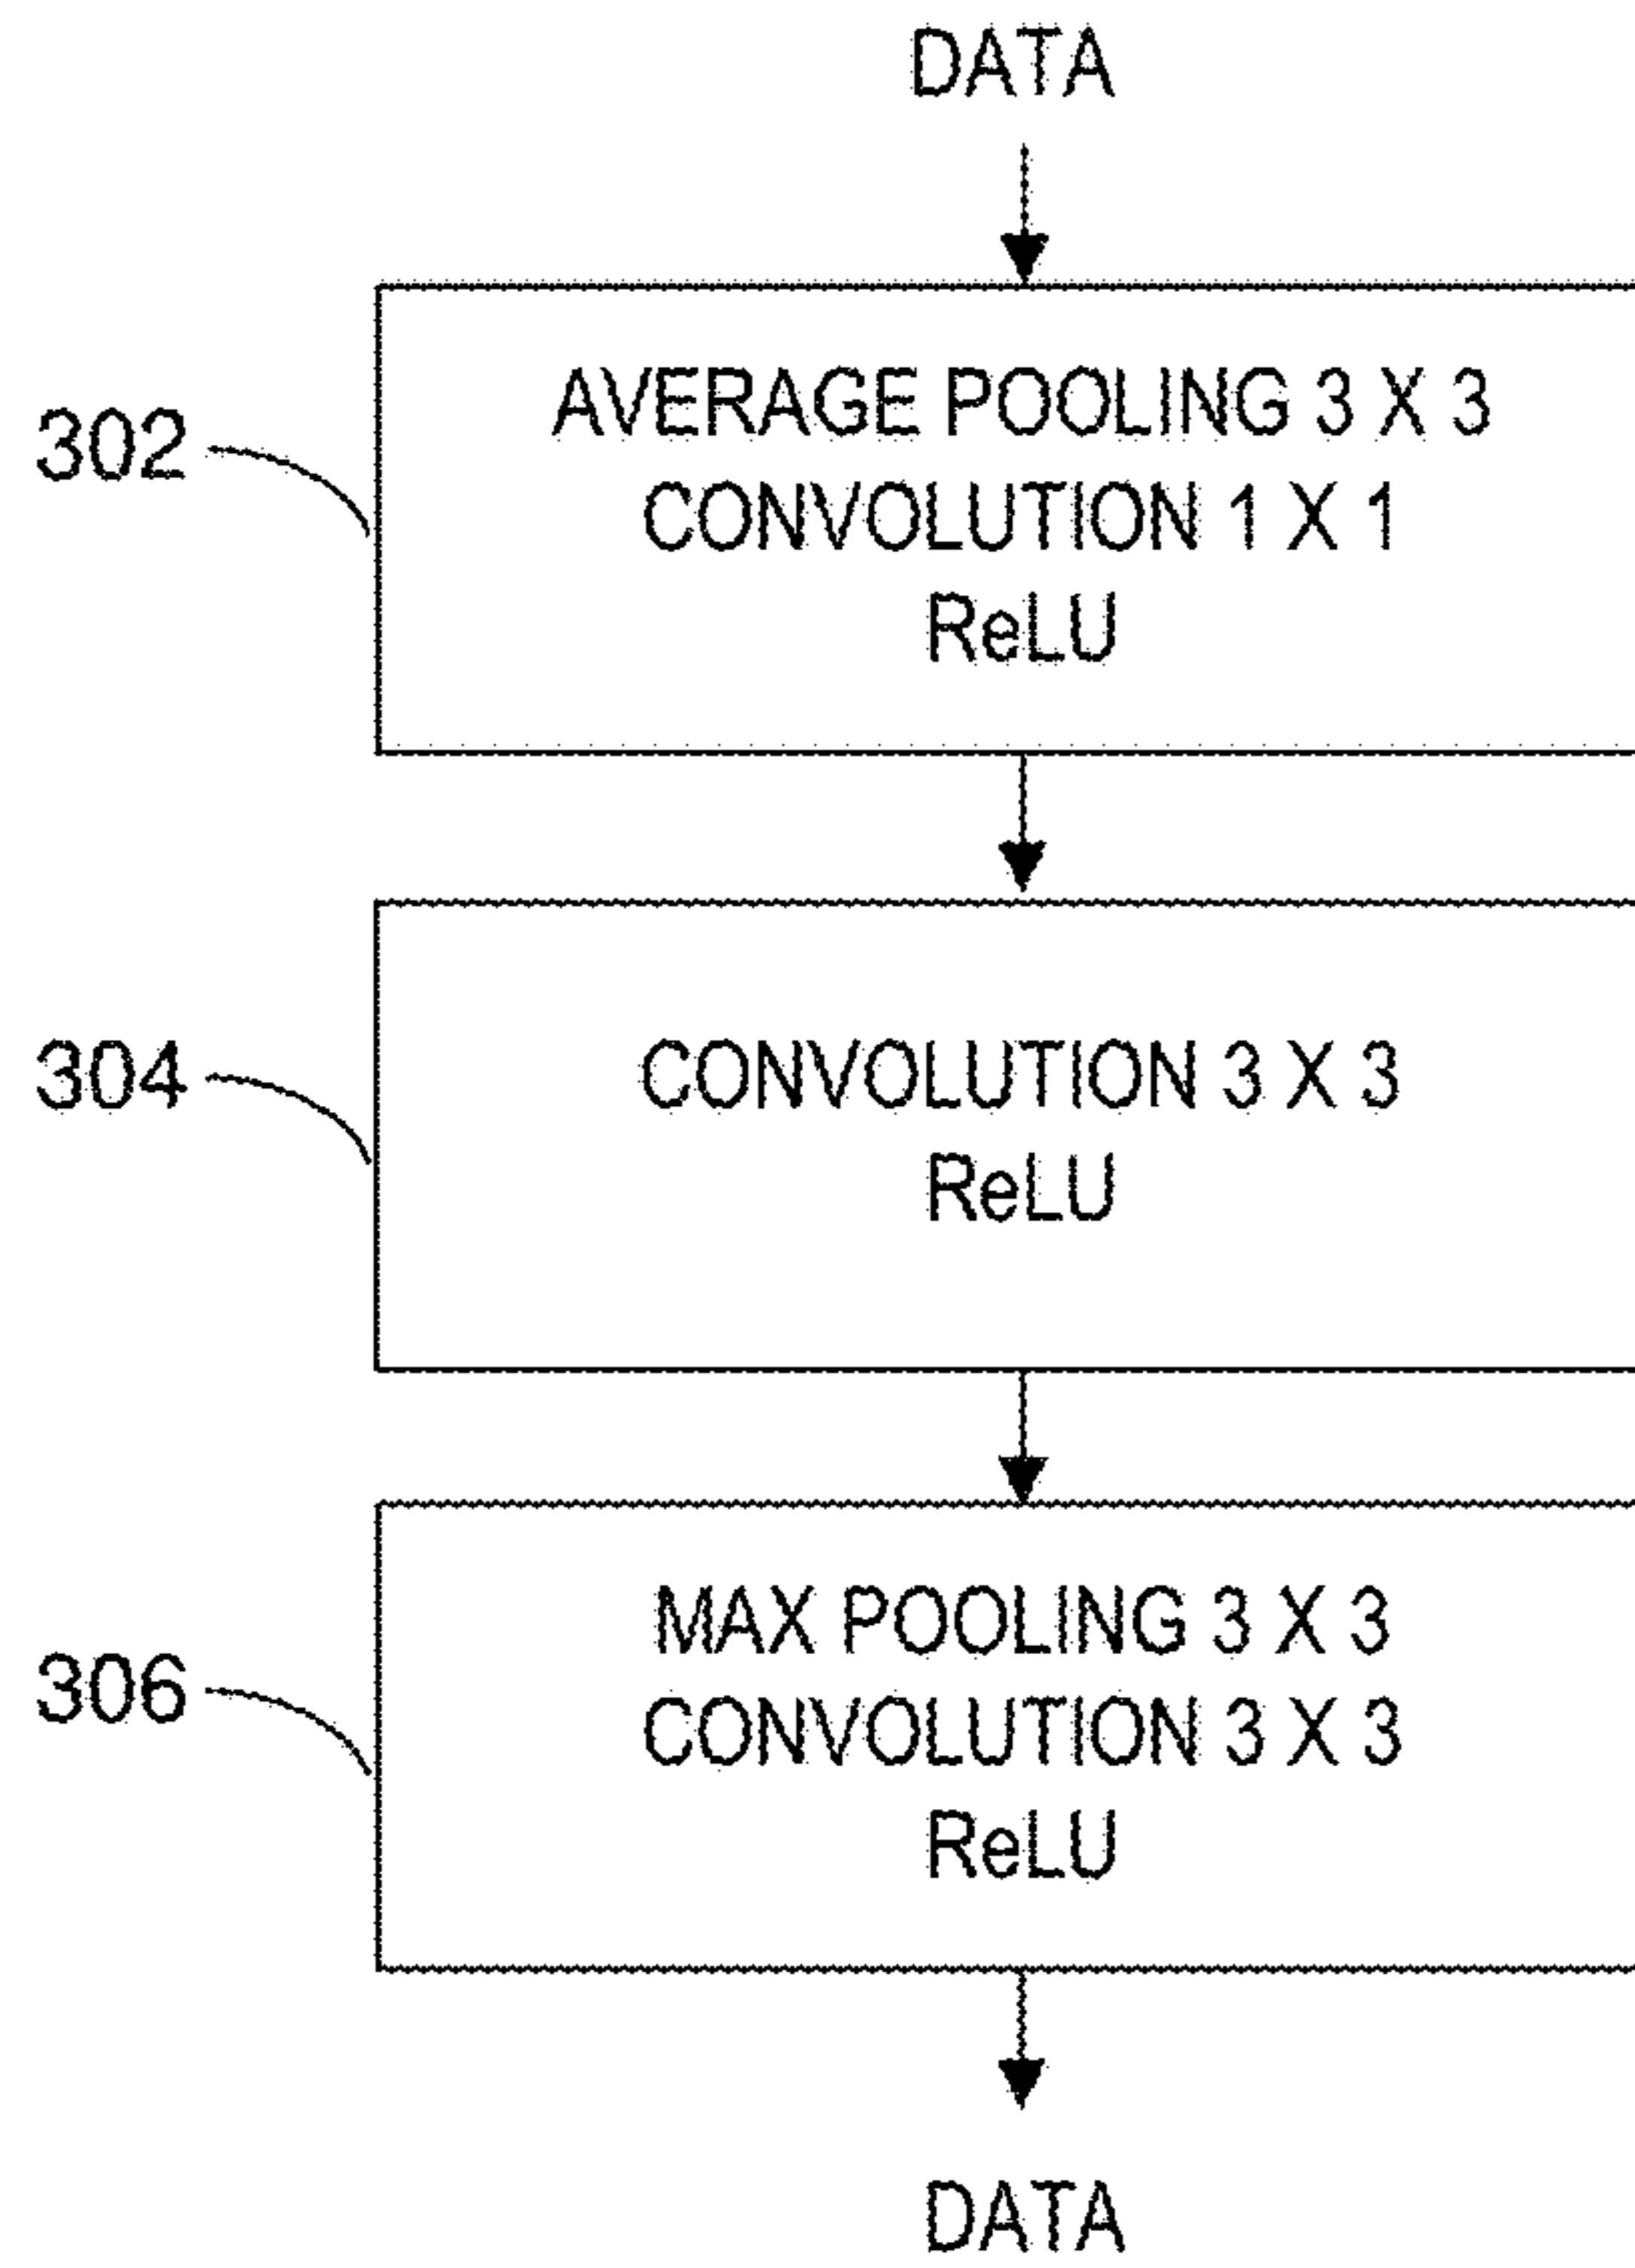 DATA
302
AVERAGE POOLING 3 X 3
CONVOLUTION 1 X 1
ReLU
304
CONVOLUTION 3 X 3
ReLU
306
MAX POOLING 3 X 3
CONVOLUTION 3 X 3
ReLU
DATA